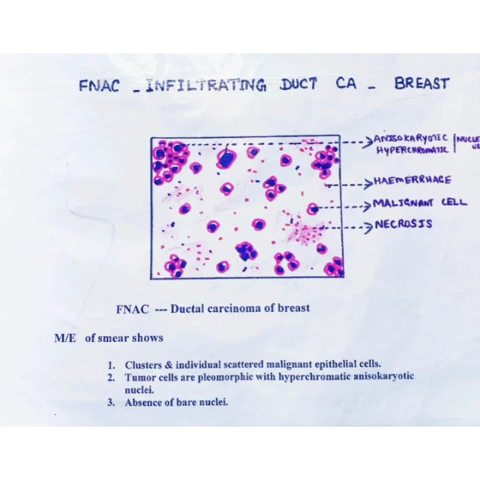 FNAC - INFILTRATING DUCT CA - BREAST
ANISOKARYOTIC
HYPERCHROMATIC
HAEMERRHAGE
MALIGNANT CELL
NECROSIS
FNAC --- Ductal carcinoma of breast
M/E of smear shows
1. Clusters & individual scattered malignant epithelial cells.
2. Tumor cells are pleomorphic with hyperchromatic anisokaryotic
nuclei.
3. Absence of bare nuclei.